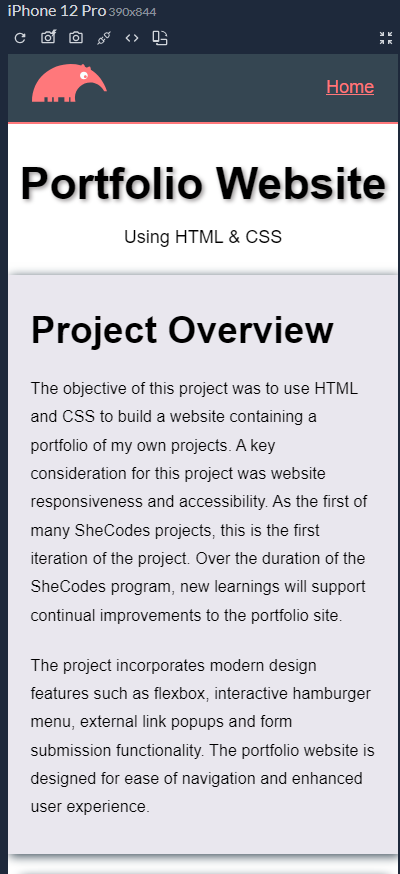 iPhone 12 Pro 390x844
Home
Portfolio Website
Using HTML & CSS
Project Overview
The objective of this project was to use HTML
and CSS to build a website containing a
portfolio of my own projects. A key
consideration for this project was website
responsiveness and accessibility. As the first of
many SheCodes projects, this is the first
iteration of the project. Over the duration of the
SheCodes program, new learnings will support
continual improvements to the portfolio site.
The project incorporates modern design
features such as flexbox, interactive hamburger
menu, external link popups and form
submission functionality. The portfolio website is
designed for ease of navigation and enhanced
user experience.